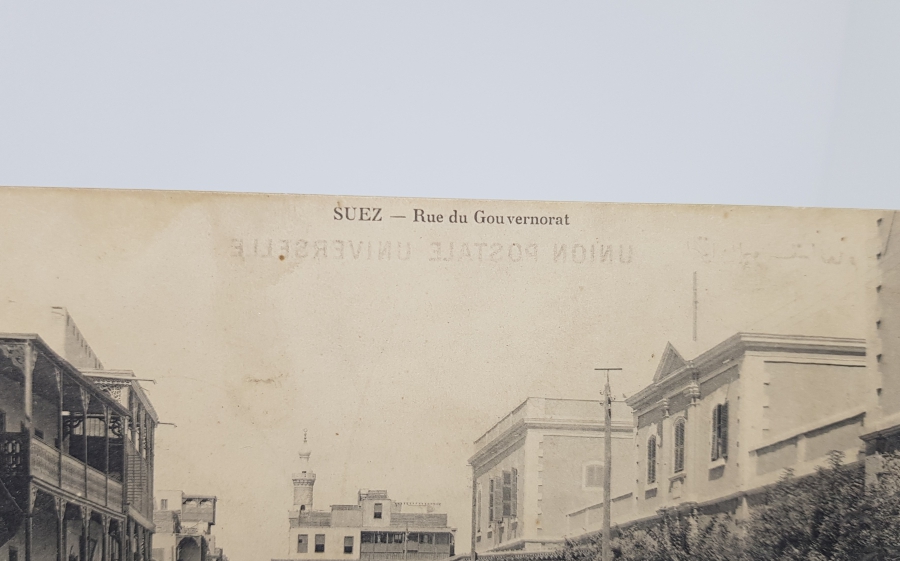 SUEZ — Rue du Gouvernorat
UNION POSTALE UNIVERSELLE